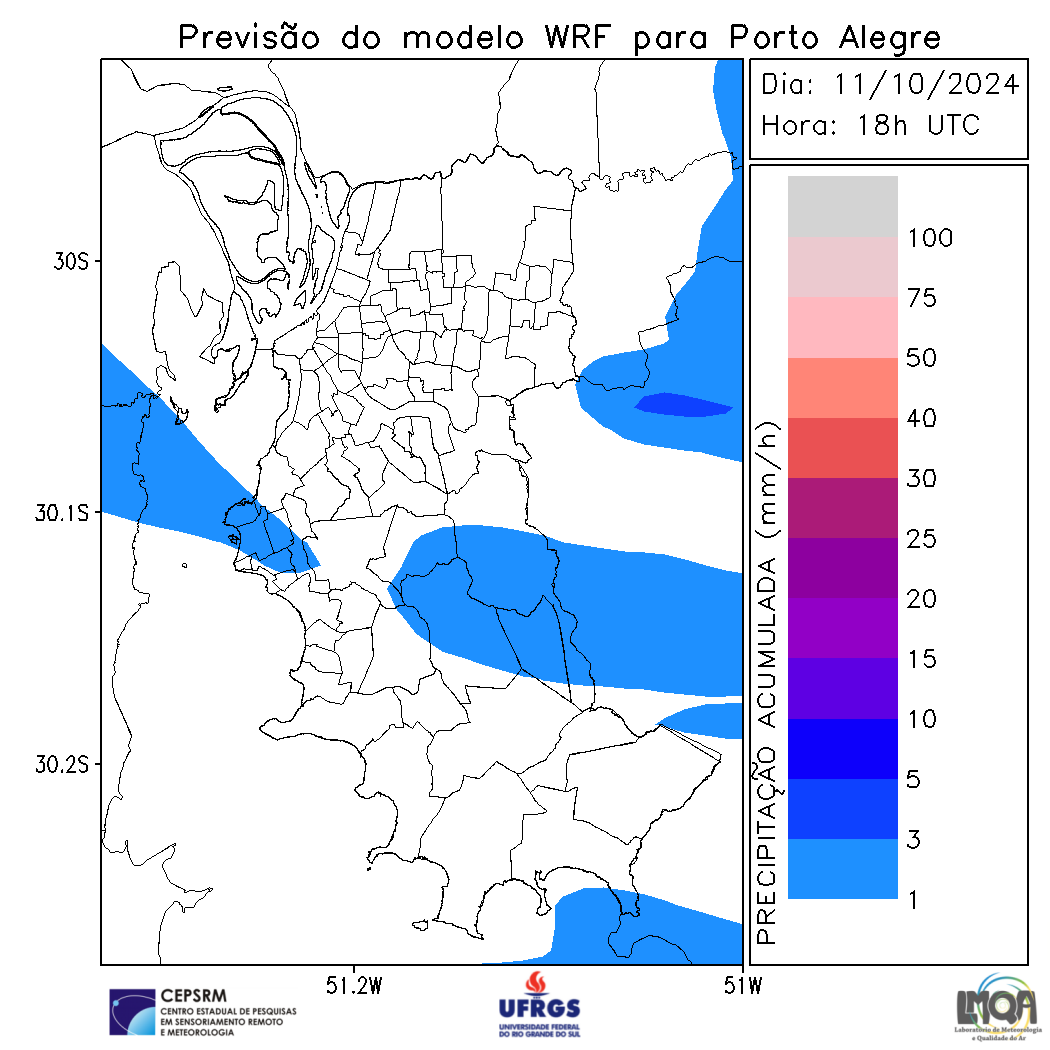 Previsão do modelo WRF para Porto Alegre
Dia: 11/10/2024
Hora: 18h UTC
30S
30.1S
30.2S
51.2W
51W
PRECIPITAÇÃO ACUMULADA (mm/h)
100
75
50
40
30
25
20
15
10
5
3
1
CEPSRM
CENTRO ESTADUAL DE PESQUISAS
EM SENSORIAMENTO REMOTO
E METEOROLOGIA
UFRGS
UNIVERSIDADE FEDERAL
DO RIO GRANDE DO SUL
LMQA
Laboratório de Meteorologia
e Qualidade do Ar